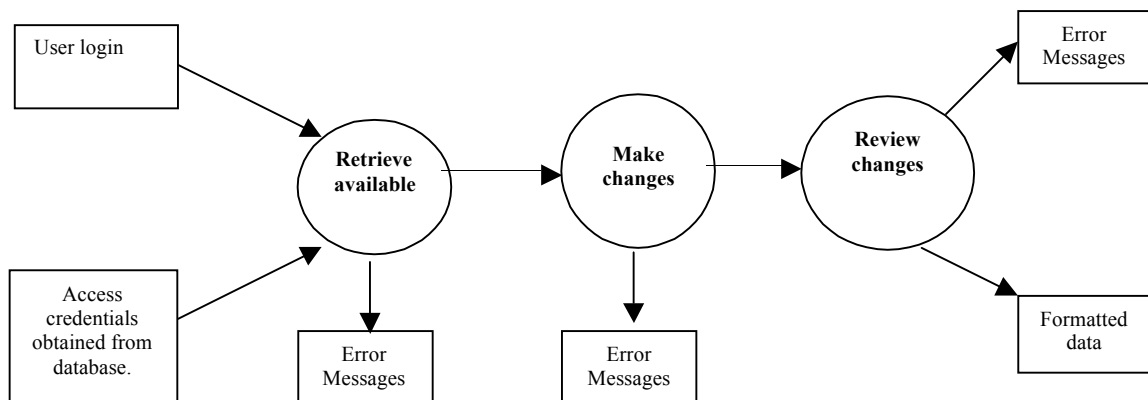 User login
Access
credentials
obtained from
database.
Retrieve
available
Error
Messages
Make
changes
Error
Messages
Review
changes
Error
Messages
Formatted
data